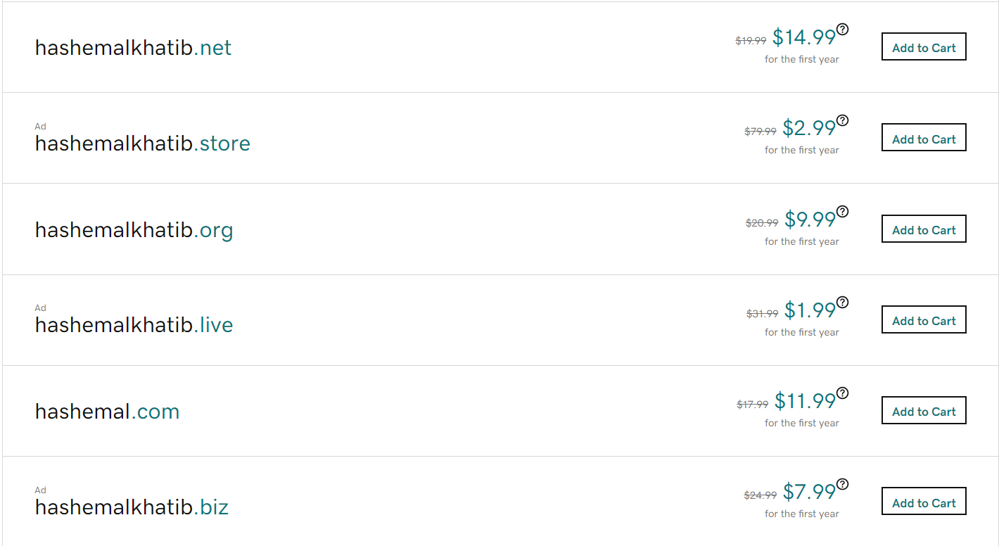 hashemalkhatib.net
$19.99 $14.99
for the first year
Add to Cart
Ad
hashemalkhatib.store
$79.99 $2.99
for the first year
Add to Cart
hashemalkhatib.org
$20.99 $9.99
for the first year
Add to Cart
Ad
hashemalkhatib.live
$31.99 $1.99
for the first year
Add to Cart
hashemal.com
$17.99 $11.99
for the first year
Add to Cart
Ad
hashemalkhatib.biz
$24.99 $7.99
for the first year
Add to Cart